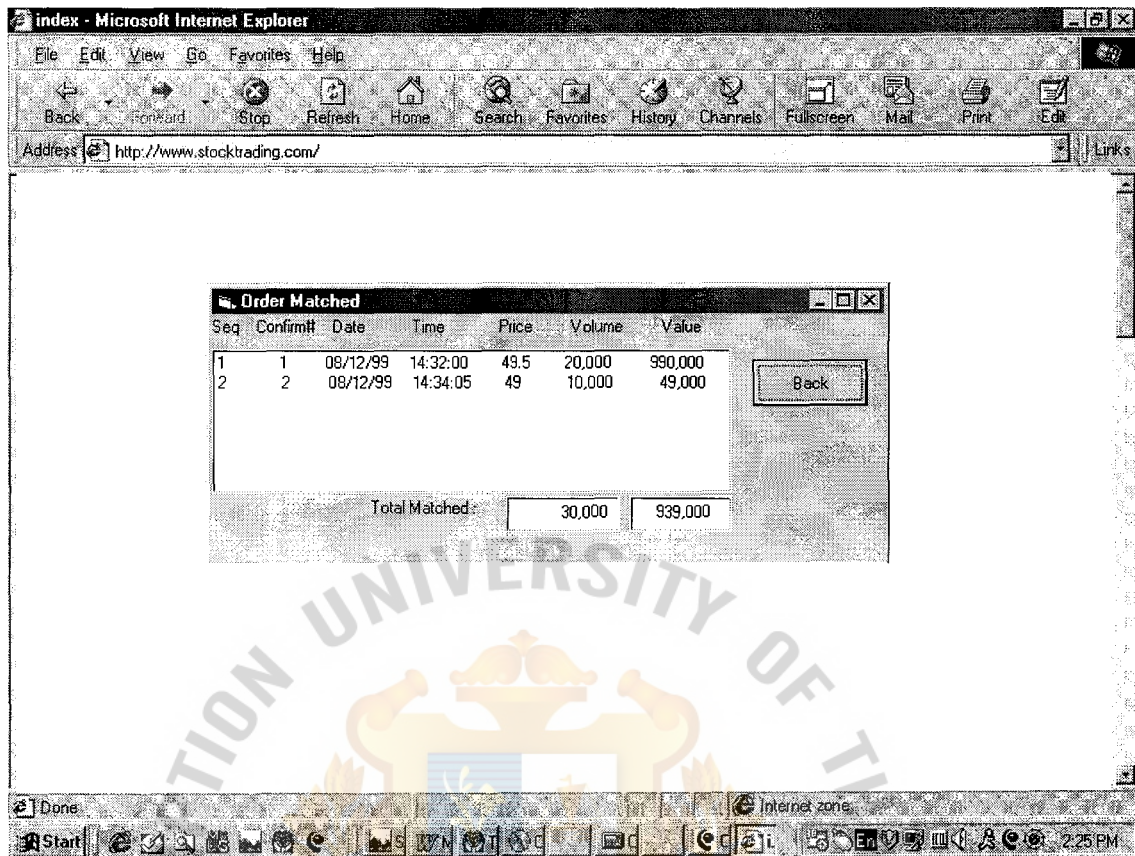 index - Microsoft Internet Explorer
File Edit View Go Favorites Help
Back Forward Stop Refresh Home Search Favorites History Channels Fullscreen Mail Print Edit
Address http://www.stocktrading.com/ Links
Order Matched
Seq Confirm# Date Time Price Volume Value
1 1 08/12/99 14:32:00 49.5 20,000 990,000
2 2 08/12/99 14:34:05 49 10,000 49,000
Back
Total Matched : 30,000 939,000
UNIVERSITY OF
Done Internet zone
Start En 2:25 PM